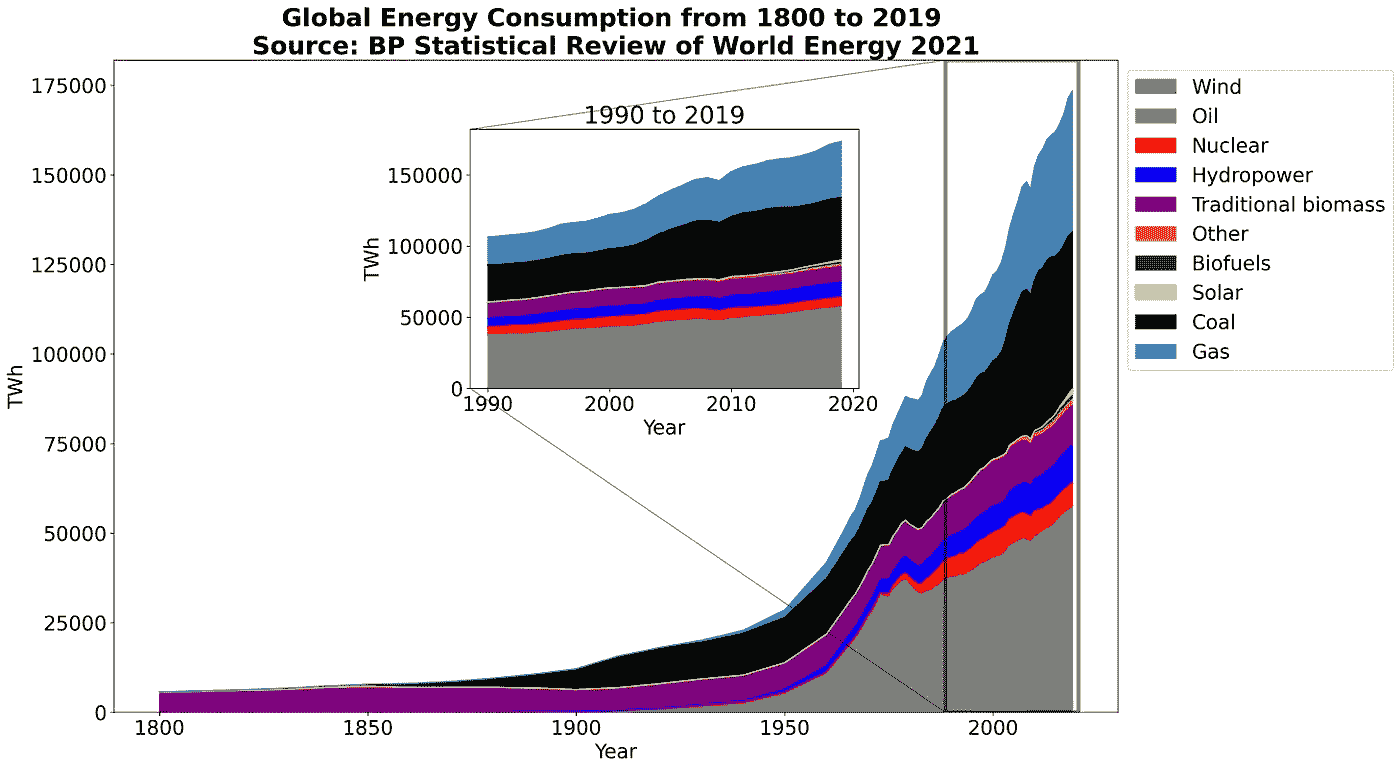 Global Energy Consumption from 1800 to 2019
Source: BP Statistical Review of World Energy 2021
175000
150000
125000
100000
75000
50000
25000
0
TWh
1800
1850
1900
1950
2000
Year
1990 to 2019
150000
100000
50000
0
TWh
1990
2000
2010
2020
Year
Wind
Oil
Nuclear
Hydropower
Traditional biomass
Other
Biofuels
Solar
Coal
Gas